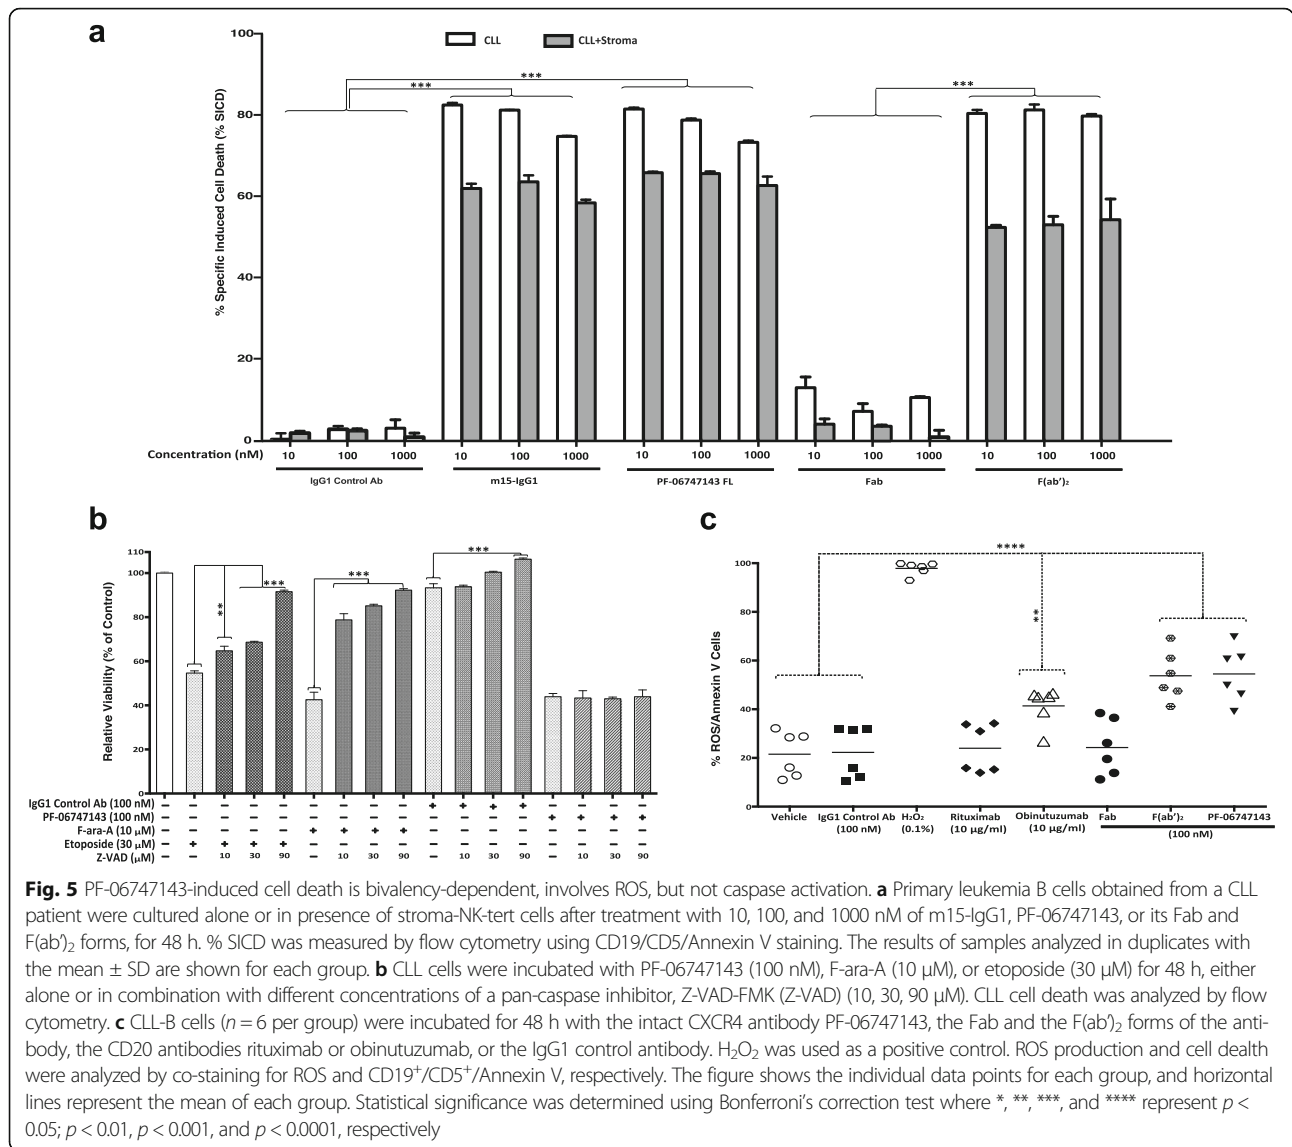 a
100
80
60
40
20
0
% Specific Induced Cell Death (% SICD)
CLL
CLL+Stroma
***
***
***
Concentration (nM)
10 100 1000 10 100 1000 10 100 1000 10 100 1000 10 100 1000
IgG1 Control Ab m15-IgG1 PF-06747143 FL Fab F(ab')₂
b
110
100
80
60
40
20
0
Relative Viability (% of Control)
**
***
***
***
IgG1 Control Ab (100 nM) – – – – – – – – – + + + + – – – –
PF-06747143 (100 nM) – – – – – – – – – – – – – + + + +
F-ara-A (10 µM) – – – – – + + + + – – – – – – – –
Etoposide (30 µM) – + + + + – – – – – – – – – – – –
Z-VAD (µM) – – 10 30 90 – 10 30 90 – 10 30 90 – 10 30 90
c
100
80
60
40
20
0
% ROS/Annexin V Cells
****
**
Vehicle IgG1 Control Ab H₂O₂ Rituximab Obinutuzumab Fab F(ab')₂ PF-06747143
(100 nM) (0.1%) (10 µg/ml) (10 µg/ml) (100 nM)
Fig. 5 PF-06747143-induced cell death is bivalency-dependent, involves ROS, but not caspase activation. a Primary leukemia B cells obtained from a CLL
patient were cultured alone or in presence of stroma-NK-tert cells after treatment with 10, 100, and 1000 nM of m15-IgG1, PF-06747143, or its Fab and
F(ab')₂ forms, for 48 h. % SICD was measured by flow cytometry using CD19/CD5/Annexin V staining. The results of samples analyzed in duplicates with
the mean ± SD are shown for each group. b CLL cells were incubated with PF-06747143 (100 nM), F-ara-A (10 µM), or etoposide (30 µM) for 48 h, either
alone or in combination with different concentrations of a pan-caspase inhibitor, Z-VAD-FMK (Z-VAD) (10, 30, 90 µM). CLL cell death was analyzed by flow
cytometry. c CLL-B cells (n = 6 per group) were incubated for 48 h with the intact CXCR4 antibody PF-06747143, the Fab and the F(ab')₂ forms of the anti-
body, the CD20 antibodies rituximab or obinutuzumab, or the IgG1 control antibody. H₂O₂ was used as a positive control. ROS production and cell dealth
were analyzed by co-staining for ROS and CD19⁺/CD5⁺/Annexin V, respectively. The figure shows the individual data points for each group, and horizontal
lines represent the mean of each group. Statistical significance was determined using Bonferroni's correction test where *, **, ***, and **** represent p <
0.05; p < 0.01, p < 0.001, and p < 0.0001, respectively